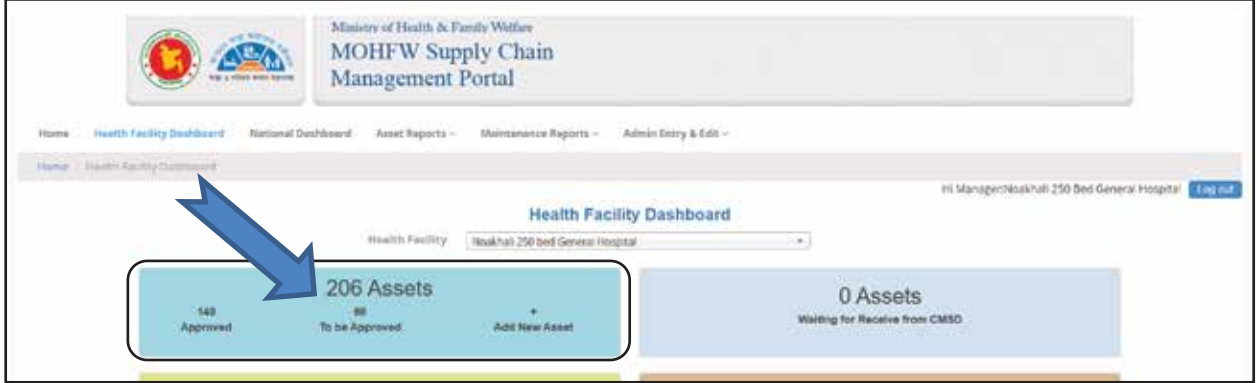 Ministry of Health & Family Welfare
MOHFW Supply Chain
Management Portal
Home Health Facility Dashboard National Dashboard Asset Reports Maintenance Reports Admin Entry & Edit
Home / Health Facility Dashboard
Hi Manager:Noakhali 250 Bed General Hospital Log out
Health Facility Dashboard
Health Facility Noakhali 250 bed General Hospital
206 Assets
Approved To be Approved + Add New Asset
0 Assets
Waiting for Receive from CMSD